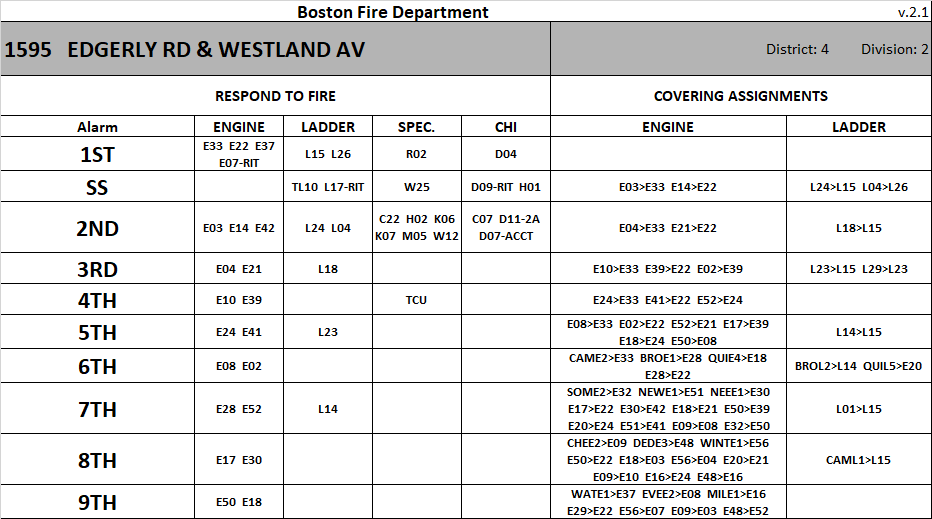 Boston Fire Department v.2.1
1595 EDGERLY RD & WESTLAND AV District: 4 Division: 2
RESPOND TO FIRE COVERING ASSIGNMENTS
Alarm ENGINE LADDER SPEC. CHI ENGINE LADDER
1ST E33 E22 E37 E07-RIT L15 L26 R02 D04
SS TL10 L17-RIT W25 D09-RIT H01 E03>E33 E14>E22 L24>L15 L04>L26
2ND E03 E14 E42 L24 L04 C22 H02 K06 K07 M05 W12 C07 D11-2A D07-ACCT E04>E33 E21>E22 L18>L15
3RD E04 E21 L18 E10>E33 E39>E22 E02>E39 L23>L15 L29>L23
4TH E10 E39 TCU E24>E33 E41>E22 E52>E24
5TH E24 E41 L23 E08>E33 E02>E22 E52>E21 E17>E39 E18>E24 E50>E08 L14>L15
6TH E08 E02 CAME2>E33 BROE1>E28 QUIE4>E18 E28>E22 BROL2>L14 QUIL5>E20
7TH E28 E52 L14 SOME2>E32 NEWE1>E51 NEEE1>E30 E17>E22 E30>E42 E18>E21 E50>E39 E20>E24 E51>E41 E09>E08 E32>E50 L01>L15
8TH E17 E30 CHEE2>E09 DEDE3>E48 WINTE1>E56 E50>E22 E18>E03 E56>E04 E20>E21 E09>E10 E16>E24 E48>E16 CAML1>L15
9TH E50 E18 WATE1>E37 EVEE2>E08 MILE1>E16 E29>E22 E56>E07 E09>E03 E48>E52